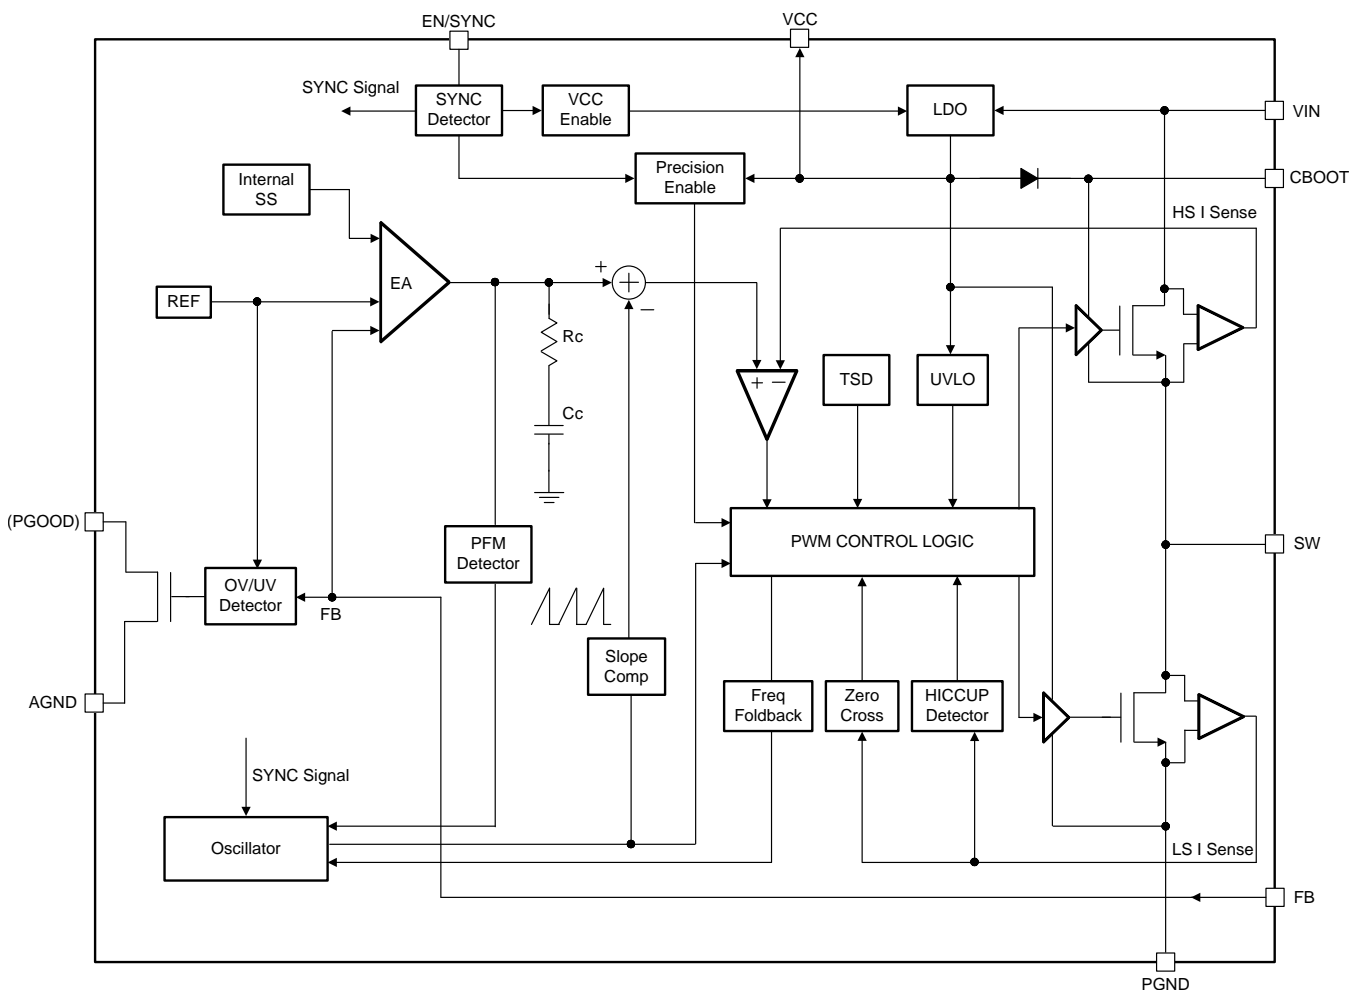 EN/SYNC
VCC
SYNC Signal
SYNC
Detector
VCC
Enable
LDO
VIN
Internal
SS
Precision
Enable
CBOOT
HS I Sense
EA
+
+
−
REF
Rc
+ −
TSD
UVLO
Cc
(PGOOD)
PFM
Detector
PWM CONTROL LOGIC
SW
OV/UV
Detector
FB
Slope
Comp
AGND
Freq
Foldback
Zero
Cross
HICCUP
Detector
SYNC Signal
Oscillator
LS I Sense
FB
PGND